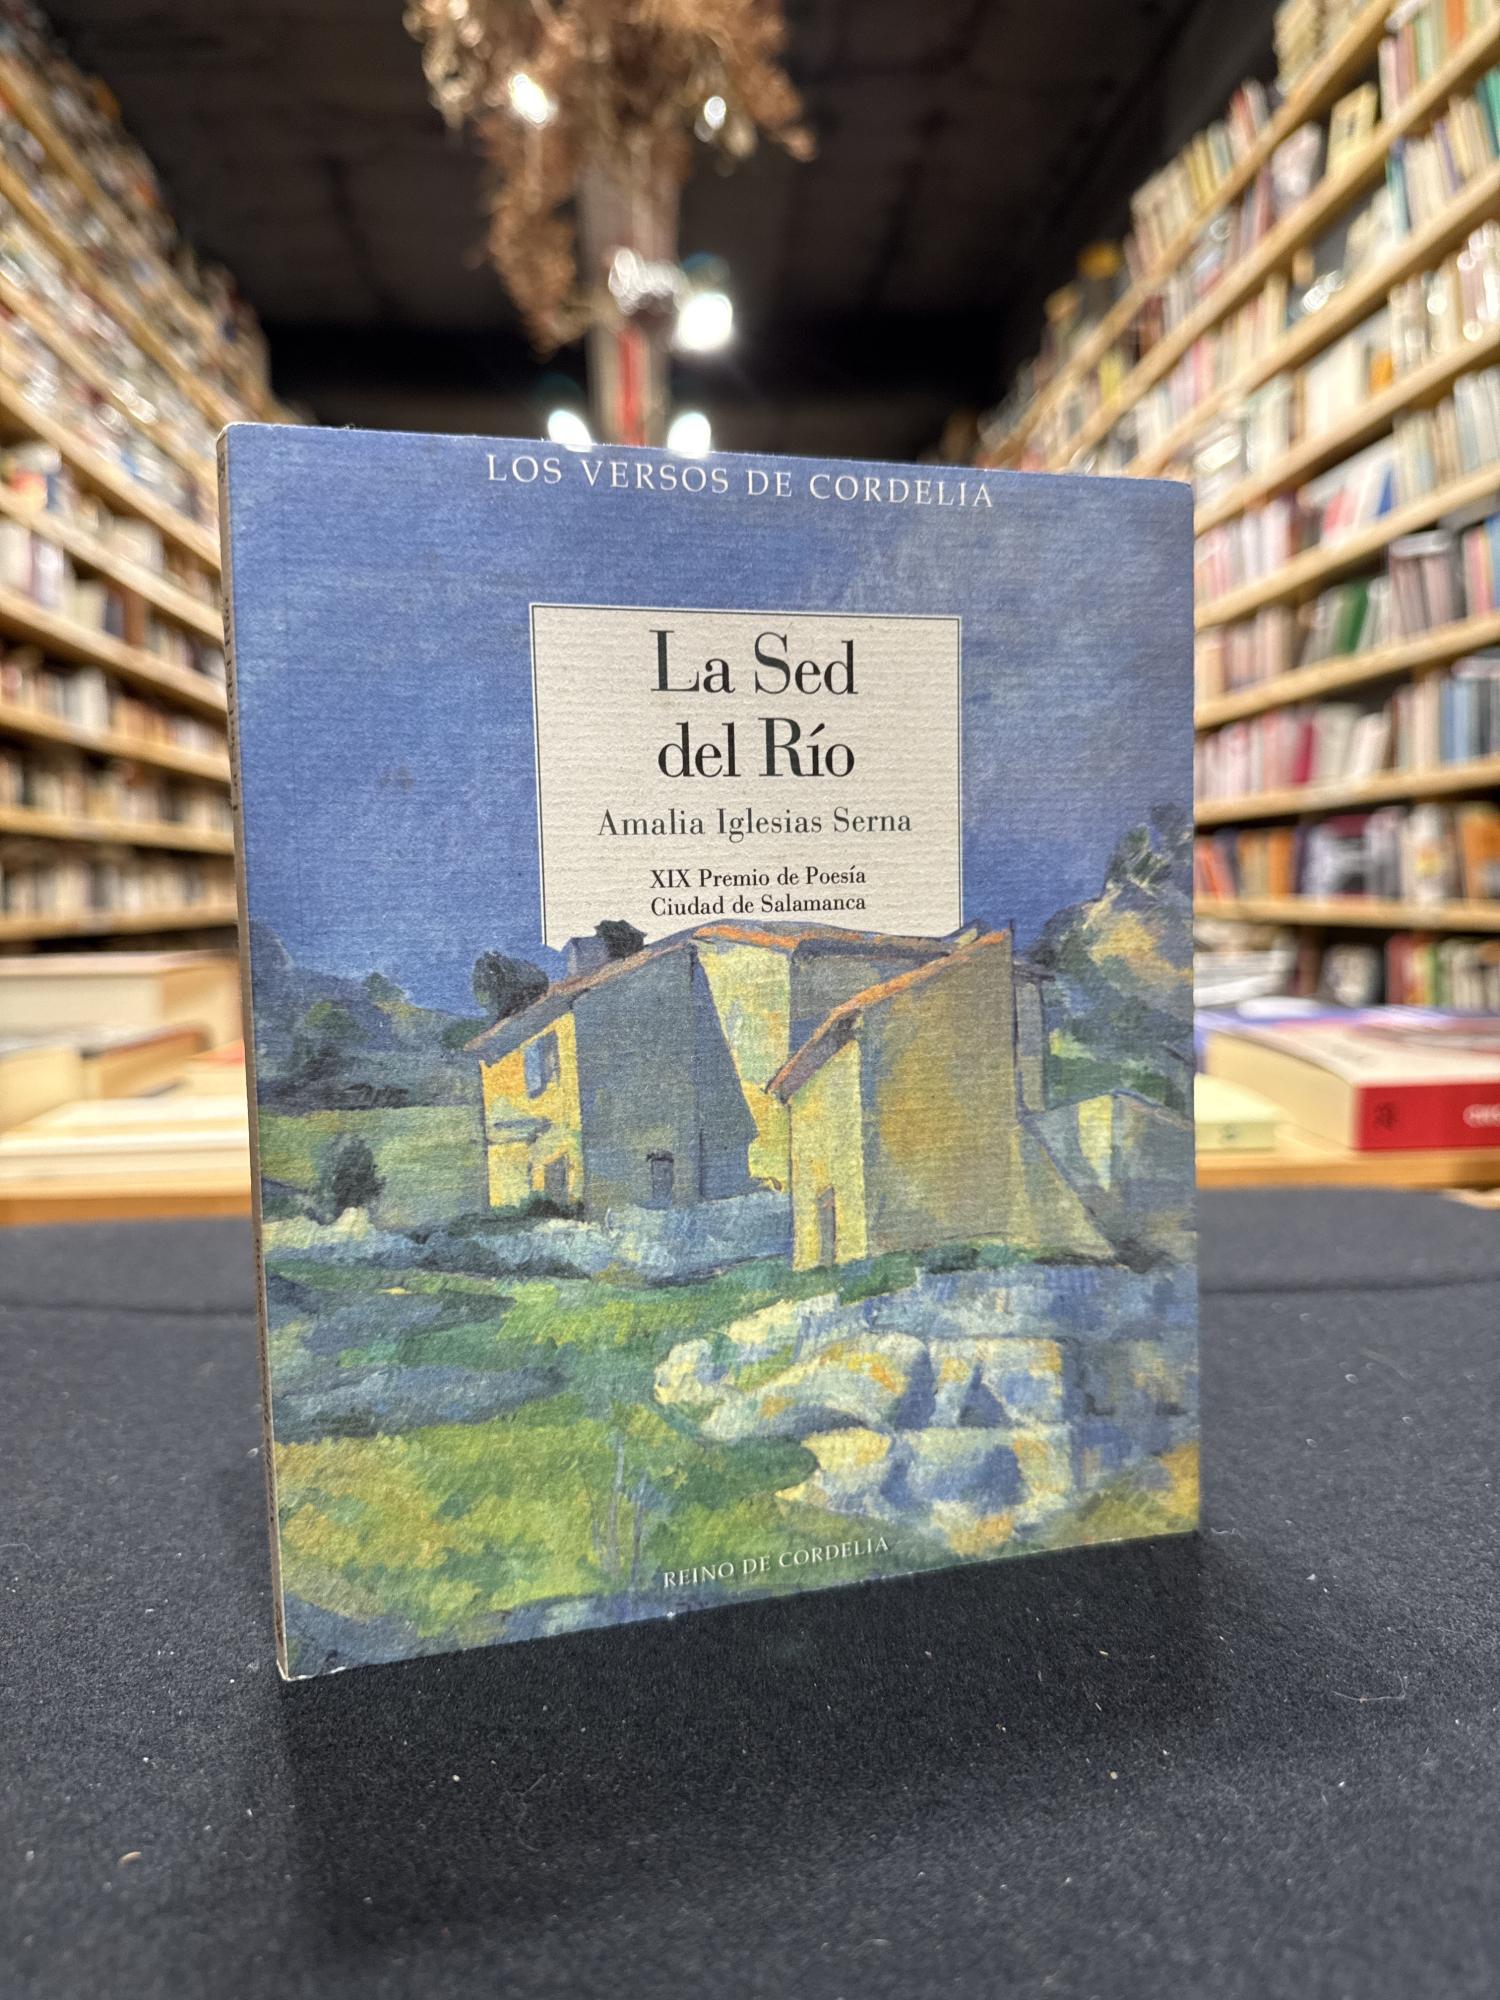 LOS VERSOS DE CORDELIA
La Sed
del Río
Amalia Iglesias Serna
XIX Premio de Poesía
Ciudad de Salamanca
REINO DE CORDELIA